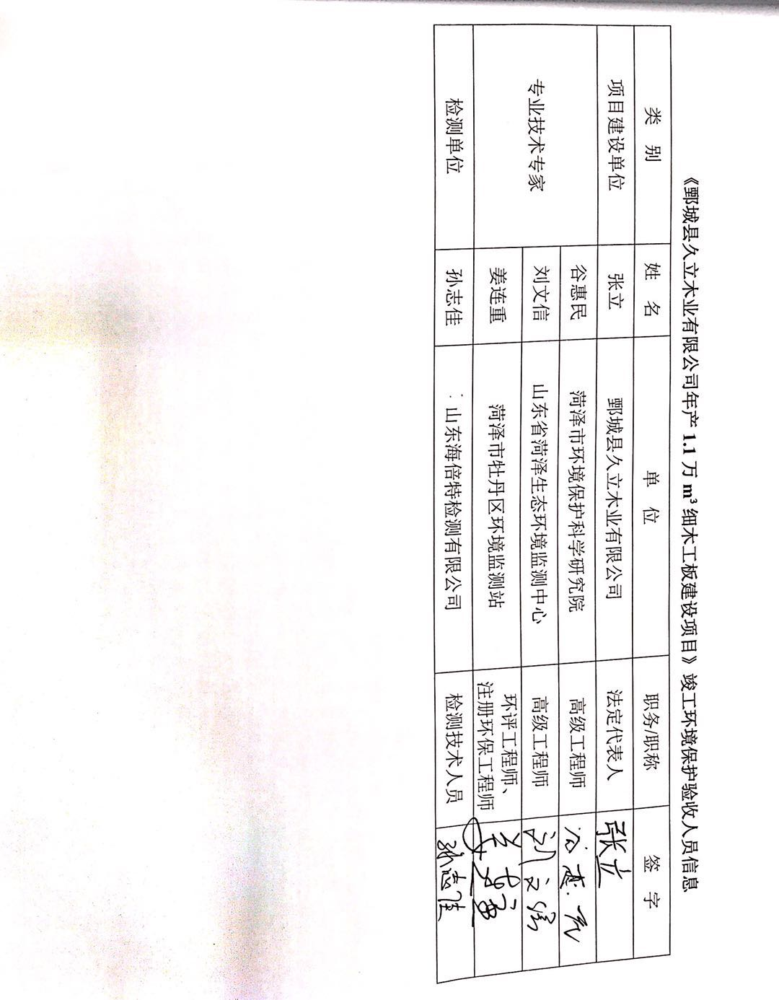 《鄄城县久立木业有限公司年产 1.1 万 m³ 细木工板建设项目》竣工环境保护验收人员信息
类 别 姓 名 单 位 职务/职称 签 字
项目建设单位 张立 鄄城县久立木业有限公司 法定代表人 张立
专业技术专家 谷惠民 菏泽市环境保护科学研究院 高级工程师 谷惠民
刘文信 山东省菏泽生态环境监测中心 高级工程师 刘文信
姜连重 菏泽市牡丹区环境监测站 环评工程师、
注册环保工程师 姜连重
检测单位 孙志佳 : 山东海倍特检测有限公司 检测技术人员 孙志佳